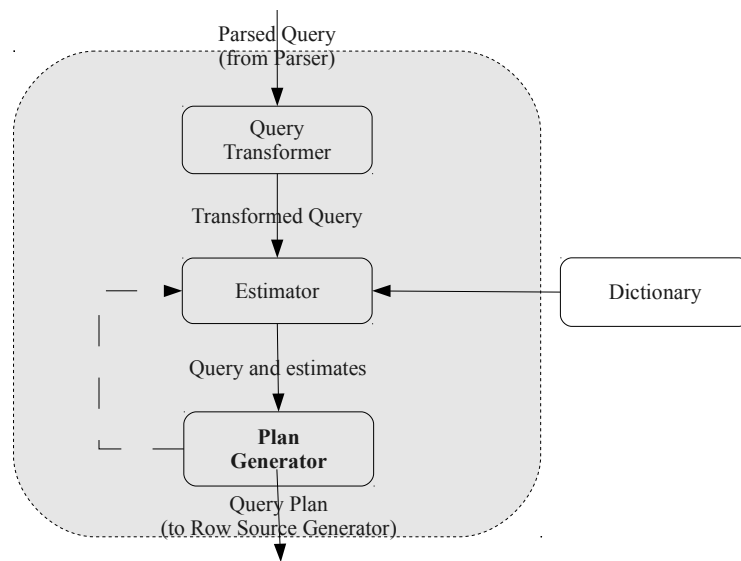 Parsed Query
(from Parser)
Query
Transformer
Transformed Query
Estimator
Dictionary
Query and estimates
Plan
Generator
Query Plan
(to Row Source Generator)